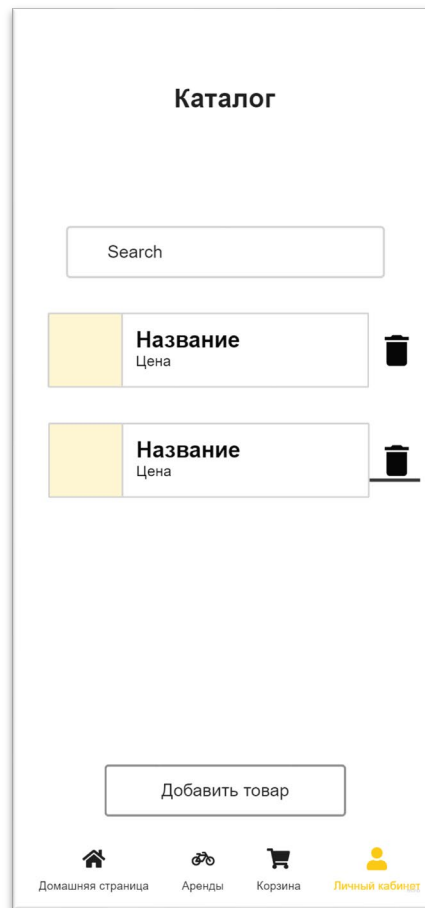 Каталог
Search
Название
Цена
Название
Цена
Добавить товар
Домашняя страница
Аренды
Корзина
Личный кабинет